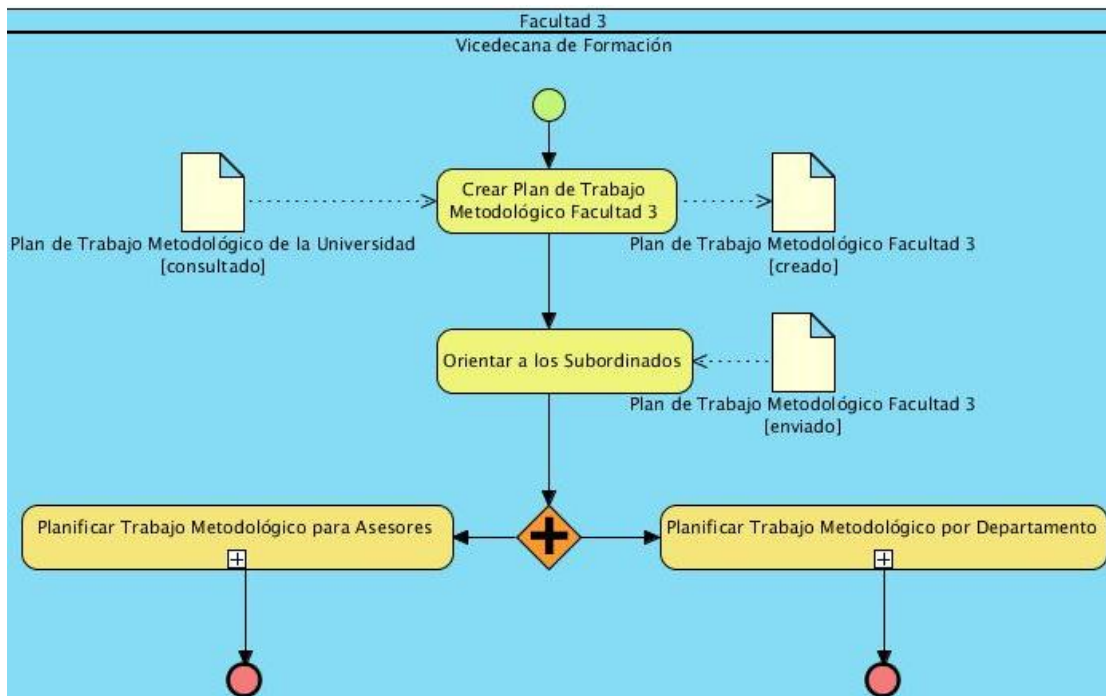 Facultad 3
Vicedecana de Formación
Crear Plan de Trabajo
Metodológico Facultad 3
Plan de Trabajo Metodológico de la Universidad
[consultado]
Plan de Trabajo Metodológico Facultad 3
[creado]
Orientar a los Subordinados
Plan de Trabajo Metodológico Facultad 3
[enviado]
Planificar Trabajo Metodológico para Asesores
Planificar Trabajo Metodológico por Departamento